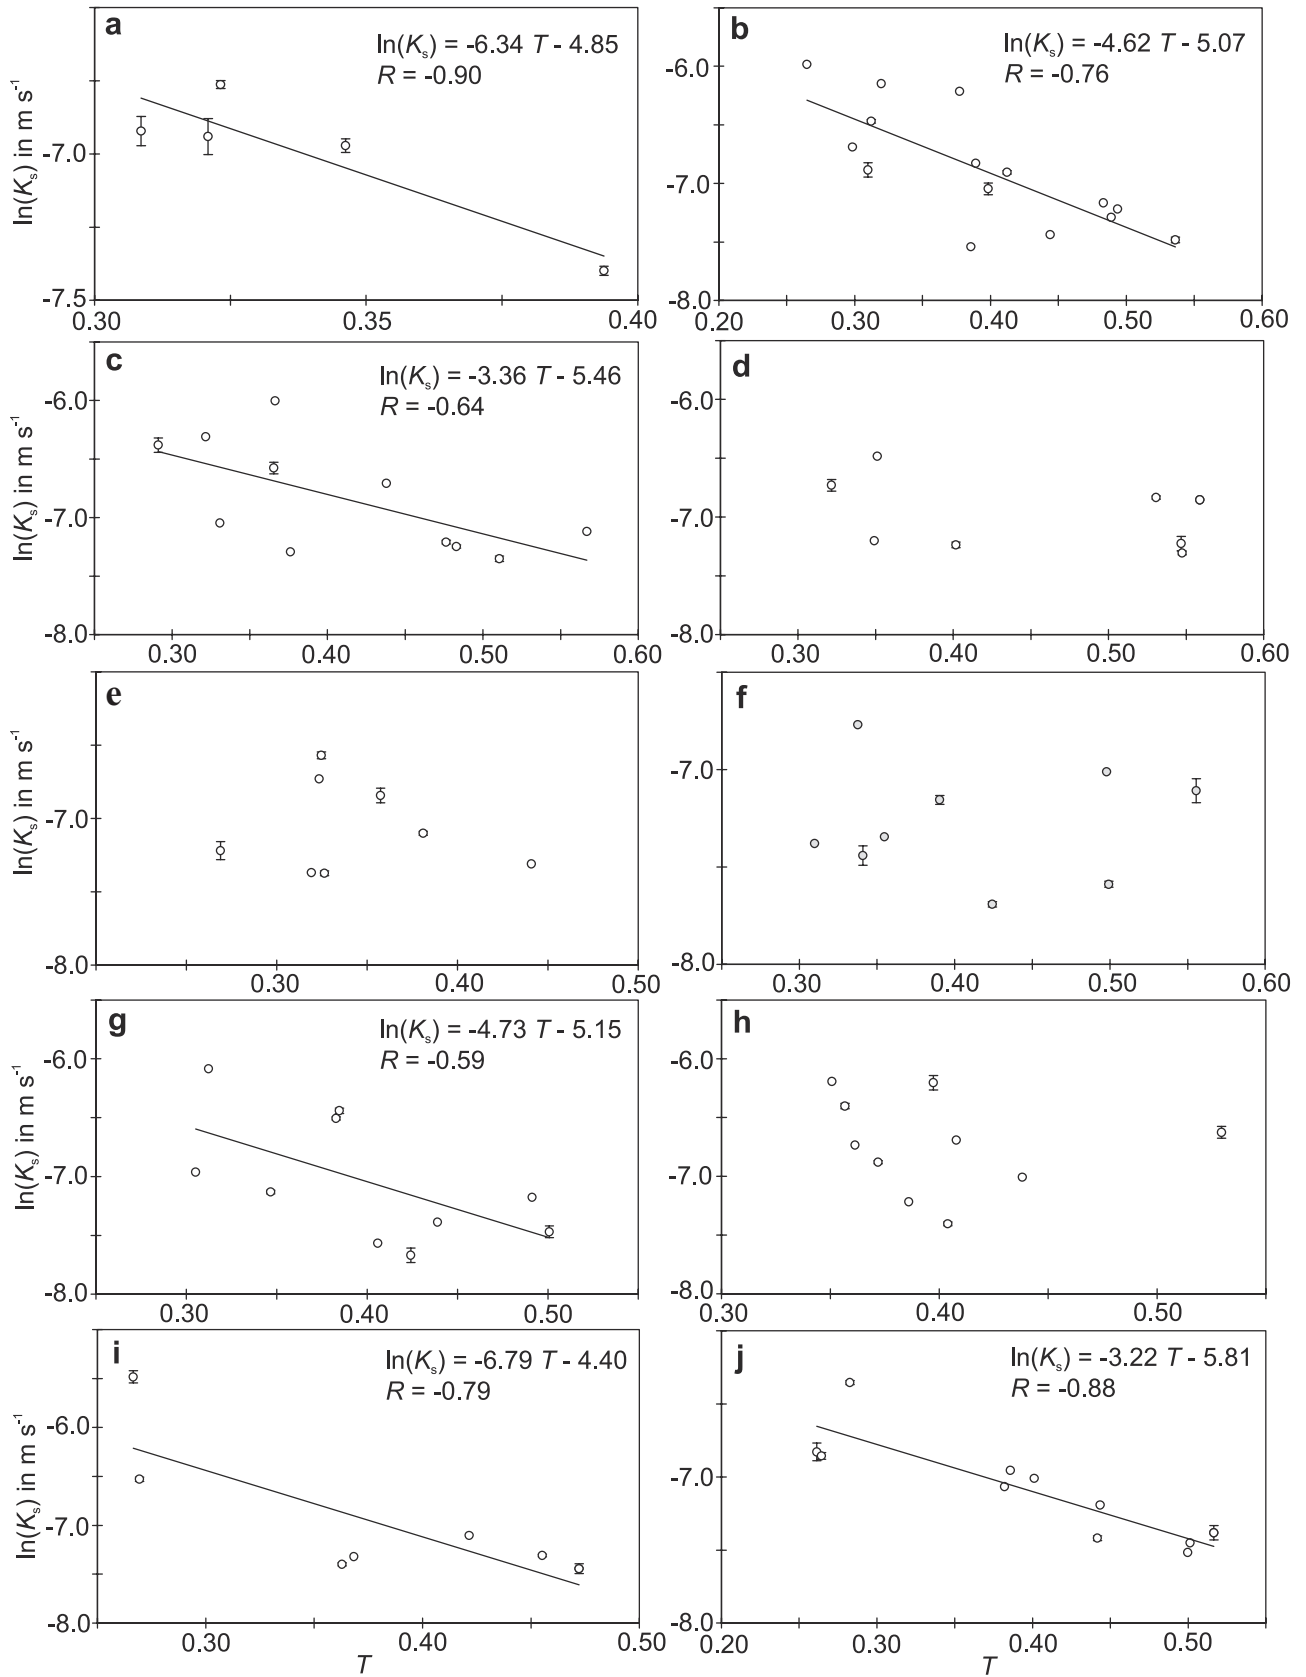 a
ln(Kₛ) = -6.34 T - 4.85
R = -0.90
ln(Kₛ) in m s⁻¹
-7.0
-7.5
0.30 0.35 0.40
b
ln(Kₛ) = -4.62 T - 5.07
R = -0.76
-6.0
-7.0
-8.0
0.20 0.30 0.40 0.50 0.60
c
ln(Kₛ) = -3.36 T - 5.46
R = -0.64
ln(Kₛ) in m s⁻¹
-6.0
-7.0
-8.0
0.30 0.40 0.50 0.60
d
-6.0
-7.0
-8.0
0.30 0.40 0.50 0.60
e
ln(Kₛ) in m s⁻¹
-7.0
-8.0
0.30 0.40 0.50
f
-7.0
-8.0
0.30 0.40 0.50 0.60
g
ln(Kₛ) = -4.73 T - 5.15
R = -0.59
ln(Kₛ) in m s⁻¹
-6.0
-7.0
-8.0
0.30 0.40 0.50
h
-6.0
-7.0
-8.0
0.30 0.40 0.50
i
ln(Kₛ) = -6.79 T - 4.40
R = -0.79
ln(Kₛ) in m s⁻¹
-6.0
-7.0
-8.0
0.30 0.40 0.50
T
j
ln(Kₛ) = -3.22 T - 5.81
R = -0.88
-7.0
-8.0
0.20 0.30 0.40 0.50
T